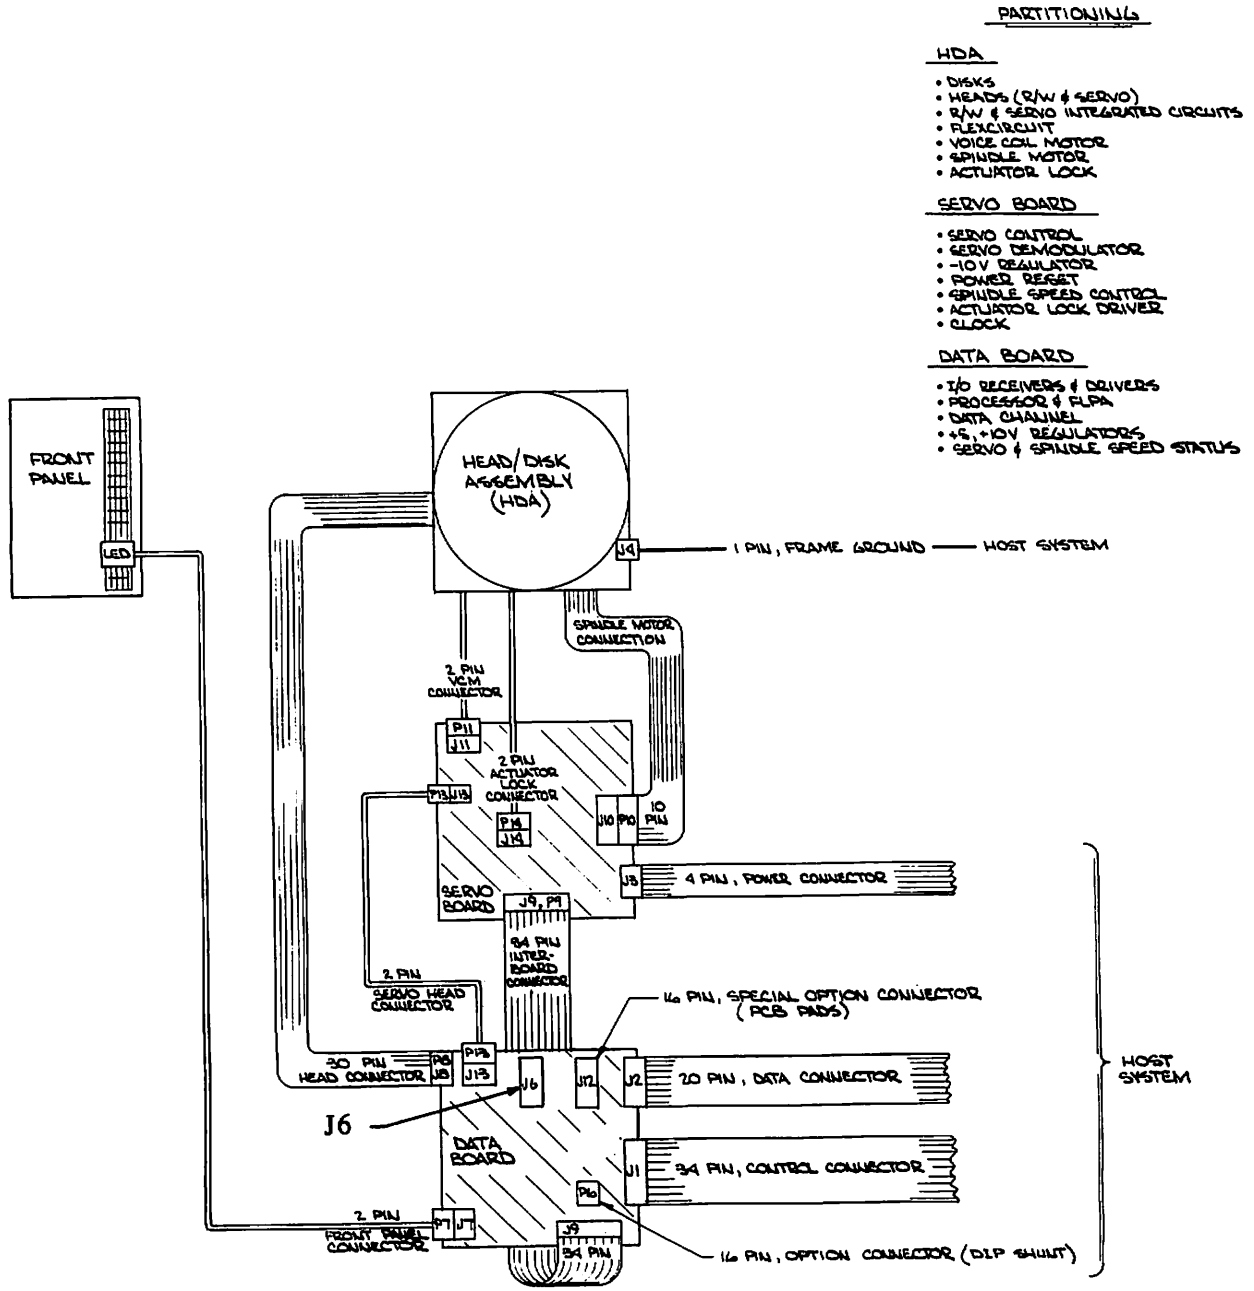 PARTITIONING
HDA
• DISKS
• HEADS (R/W & SERVO)
• R/W & SERVO INTEGRATED CIRCUITS
• FLEXCIRCUIT
• VOICE COIL MOTOR
• SPINDLE MOTOR
• ACTUATOR LOCK
SERVO BOARD
• SERVO CONTROL
• SERVO DEMODULATOR
• -10V REGULATOR
• POWER RESET
• SPINDLE SPEED CONTROL
• ACTUATOR LOCK DRIVER
• CLOCK
DATA BOARD
• I/O RECEIVERS & DRIVERS
• PROCESSOR & FLPA
• DATA CHANNEL
• +5, +10V REGULATORS
• SERVO & SPINDLE SPEED STATUS
FRONT
PANEL
LED
HEAD/DISK
ASSEMBLY
(HDA)
J4
1 PIN, FRAME GROUND
HOST SYSTEM
SPINDLE MOTOR
CONNECTION
2 PIN
VCM
CONNECTOR
P11
J11
2 PIN
ACTUATOR
LOCK
CONNECTOR
P13 J13
P14
J14
J10 P10
10
PIN
J3
4 PIN, POWER CONNECTOR
SERVO
BOARD
J9, P9
34 PIN
INTER-
BOARD
CONNECTOR
2 PIN
SERVO HEAD
CONNECTOR
16 PIN, SPECIAL OPTION CONNECTOR
(PCB PADS)
30 PIN
HEAD CONNECTOR
P8
J8
P13
J13
J6
J12
J2
20 PIN, DATA CONNECTOR
HOST
SYSTEM
J6
DATA
BOARD
J1
34 PIN, CONTROL CONNECTOR
P16
2 PIN
FRONT PANEL
CONNECTOR
P7 J7
J9
34 PIN
16 PIN, OPTION CONNECTOR (DIP SHUNT)